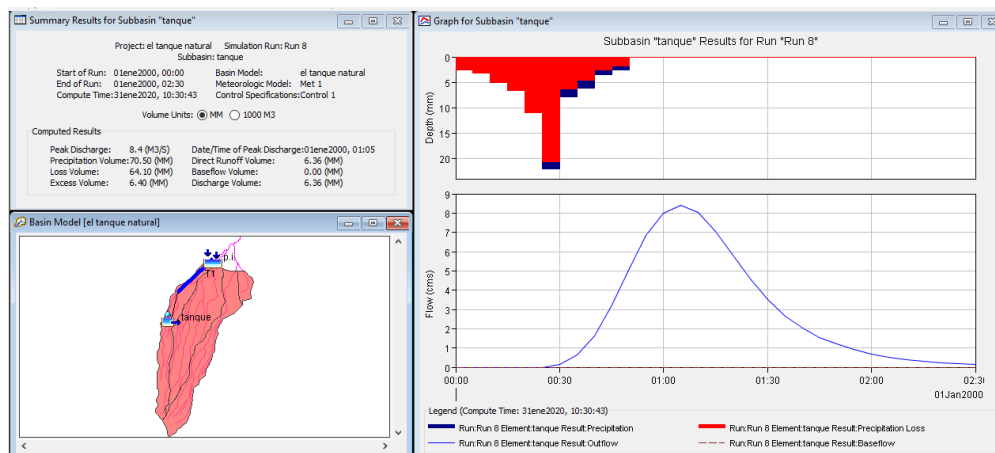 Summary Results for Subbasin "tanque"
Project: el tanque natural Simulation Run: Run 8
Subbasin: tanque
Start of Run: 01ene2000, 00:00 Basin Model: el tanque natural
End of Run: 01ene2000, 02:30 Meteorologic Model: Met 1
Compute Time:31ene2020, 10:30:43 Control Specifications:Control 1
Volume Units: MM 1000 M3
Computed Results
Peak Discharge: 8.4 (M3/S) Date/Time of Peak Discharge:01ene2000, 01:05
Precipitation Volume:70.50 (MM) Direct Runoff Volume: 6.36 (MM)
Loss Volume: 64.10 (MM) Baseflow Volume: 0.00 (MM)
Excess Volume: 6.40 (MM) Discharge Volume: 6.36 (MM)
Basin Model [el tanque natural]
p.i
T1
tanque
Graph for Subbasin "tanque"
Subbasin "tanque" Results for Run "Run 8"
Depth (mm)
0
5
10
15
20
Flow (cms)
9
8
7
6
5
4
3
2
1
0
00:00 00:30 01:00 01:30 02:00 02:30
01Jan2000
Legend (Compute Time: 31ene2020, 10:30:43)
Run:Run 8 Element:tanque Result:Precipitation Run:Run 8 Element:tanque Result:Precipitation Loss
Run:Run 8 Element:tanque Result:Outflow Run:Run 8 Element:tanque Result:Baseflow